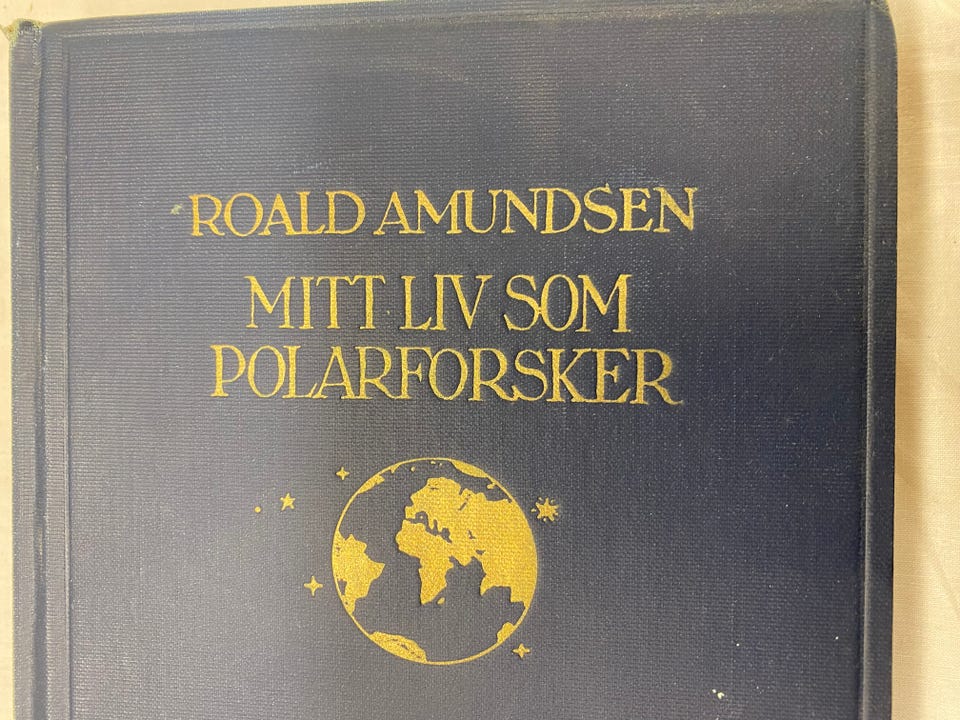 ROALD AMUNDSEN
MITT LIV SOM
POLARFORSKER